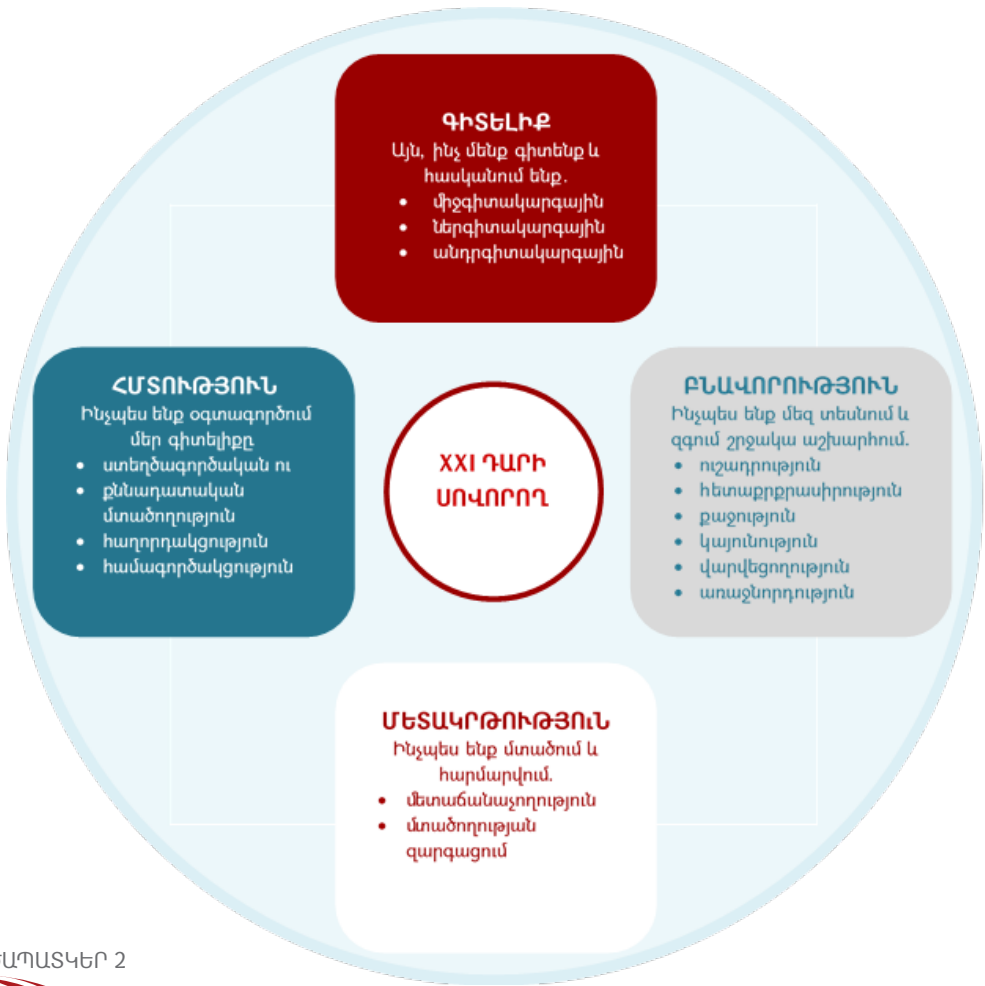 ԳԻՏԵԼԻՔ
Այն, ինչ մենք գիտենք և
հասկանում ենք.
• միջգիտակարգային
• ներգիտակարգային
• անդրգիտակարգային
ՀՄՏՈՒԹՅՈՒՆ
Ինչպես ենք օգտագործում
մեր գիտելիքը
• ստեղծագործական ու
• քննադատական
մտածողություն
• հաղորդակցություն
• համագործակցություն
XXI ԴԱՐԻ
ՍՈՎՈՐՈՂ
ԲՆԱՎՈՐՈՒԹՅՈՒՆ
Ինչպես ենք մեզ տեսնում և
զգում շրջակա աշխարհում.
• ուշադրություն
• հետաքրքրասիրություն
• քաջություն
• կայունություն
• վարվեցողություն
• առաջնորդություն
ՄԵՏԱԿՐԹՈՒԹՅՈւՆ
Ինչպես ենք մտածում և
հարմարվում.
• մետաճանաչողություն
• մտածողության
զարգացում
ԱՊԱՏԿԵՐ 2